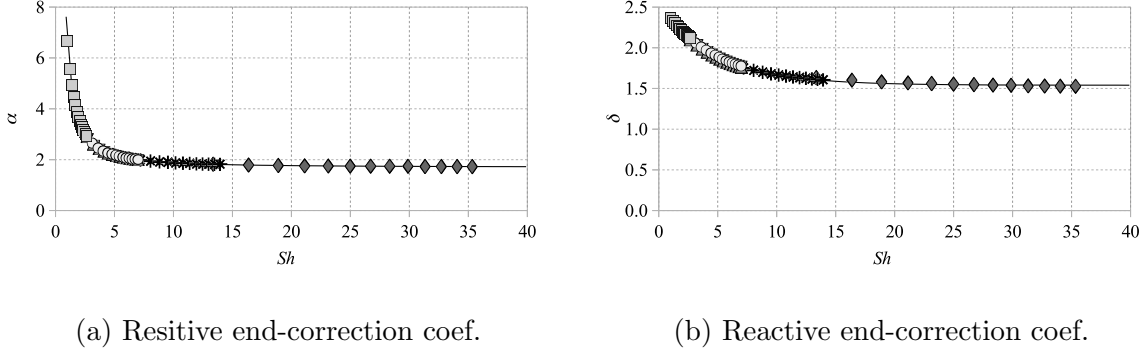 8
6
4
2
0
α
0 5 10 15 20 25 30 35 40
Sh
(a) Resitive end-correction coef.
2.5
2.0
1.5
1.0
0.5
0.0
δ
0 5 10 15 20 25 30 35 40
Sh
(b) Reactive end-correction coef.